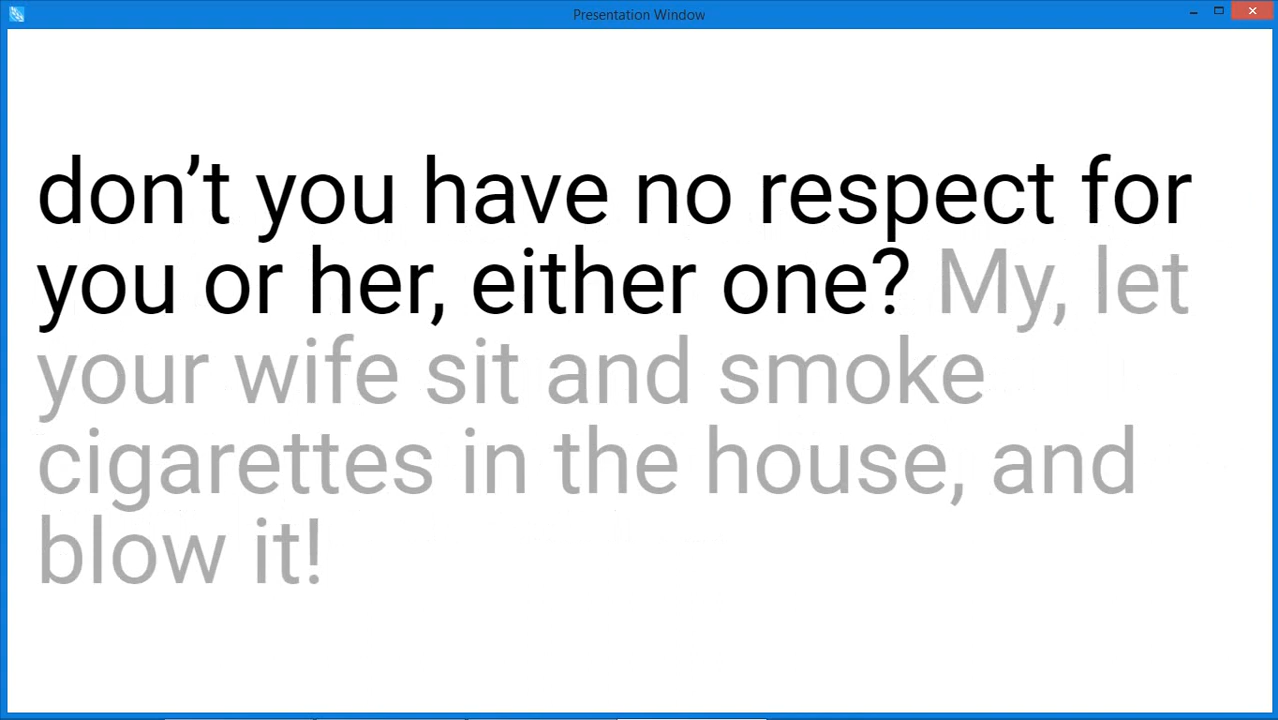 Presentation Window
don’t you have no respect for
you or her, either one? My, let
your wife sit and smoke
cigarettes in the house, and
blow it!